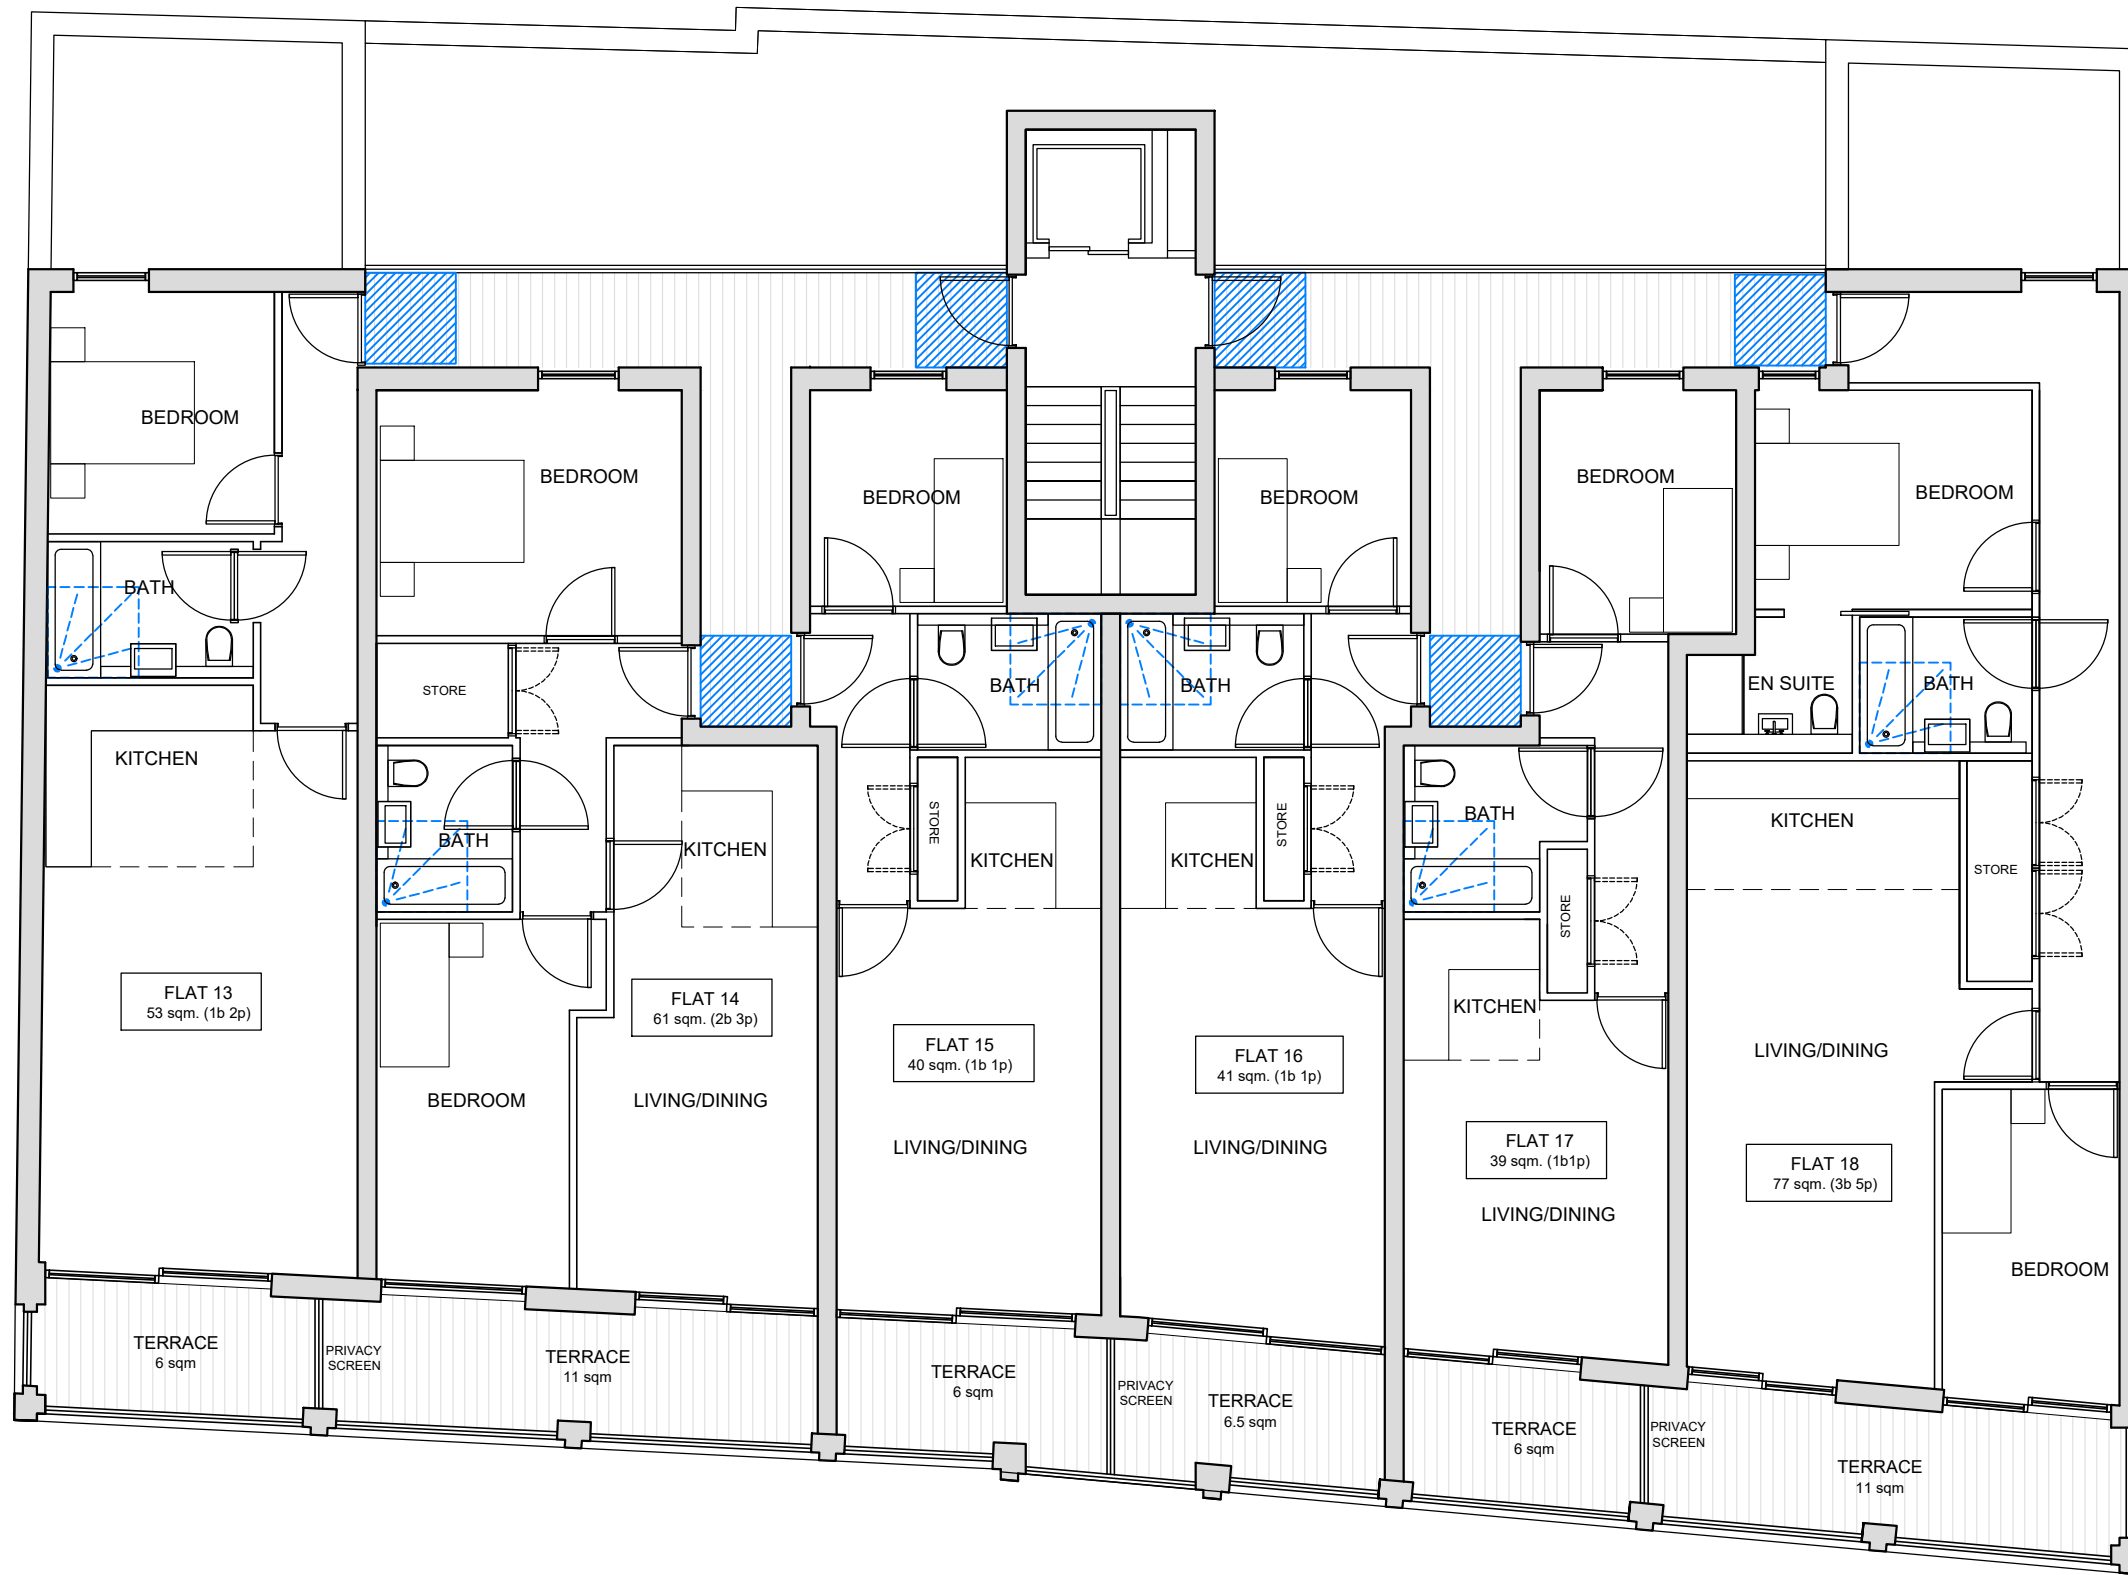 BEDROOM
BEDROOM
BEDROOM
BEDROOM
BEDROOM
BEDROOM
BATH
STORE
BATH
BATH
EN SUITE
BATH
KITCHEN
BATH
KITCHEN
STORE
KITCHEN
KITCHEN
STORE
BATH
STORE
KITCHEN
KITCHEN
STORE
FLAT 13
53 sqm. (1b 2p)
FLAT 14
61 sqm. (2b 3p)
FLAT 15
40 sqm. (1b 1p)
FLAT 16
41 sqm. (1b 1p)
LIVING/DINING
BEDROOM
LIVING/DINING
LIVING/DINING
LIVING/DINING
FLAT 17
39 sqm. (1b1p)
LIVING/DINING
FLAT 18
77 sqm. (3b 5p)
BEDROOM
TERRACE
6 sqm
PRIVACY
SCREEN
TERRACE
11 sqm
TERRACE
6 sqm
PRIVACY
SCREEN
TERRACE
6.5 sqm
TERRACE
6 sqm
PRIVACY
SCREEN
TERRACE
11 sqm